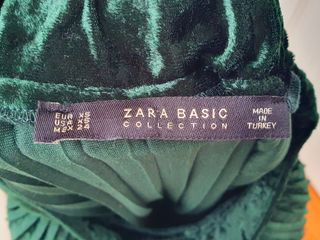 EUR XS
USA XS
MEX 24
ZARA BASIC
COLLECTION
MADE
IN
TURKEY